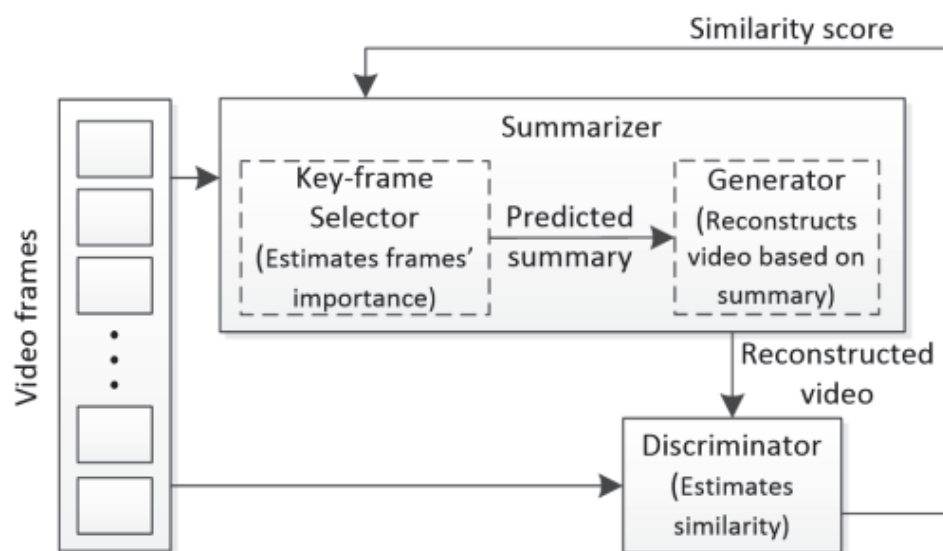 Similarity score
Summarizer
Key-frame
Selector
(Estimates frames'
importance)
Predicted
summary
Generator
(Reconstructs
video based on
summary)
Video frames
Reconstructed
video
Discriminator
(Estimates
similarity)